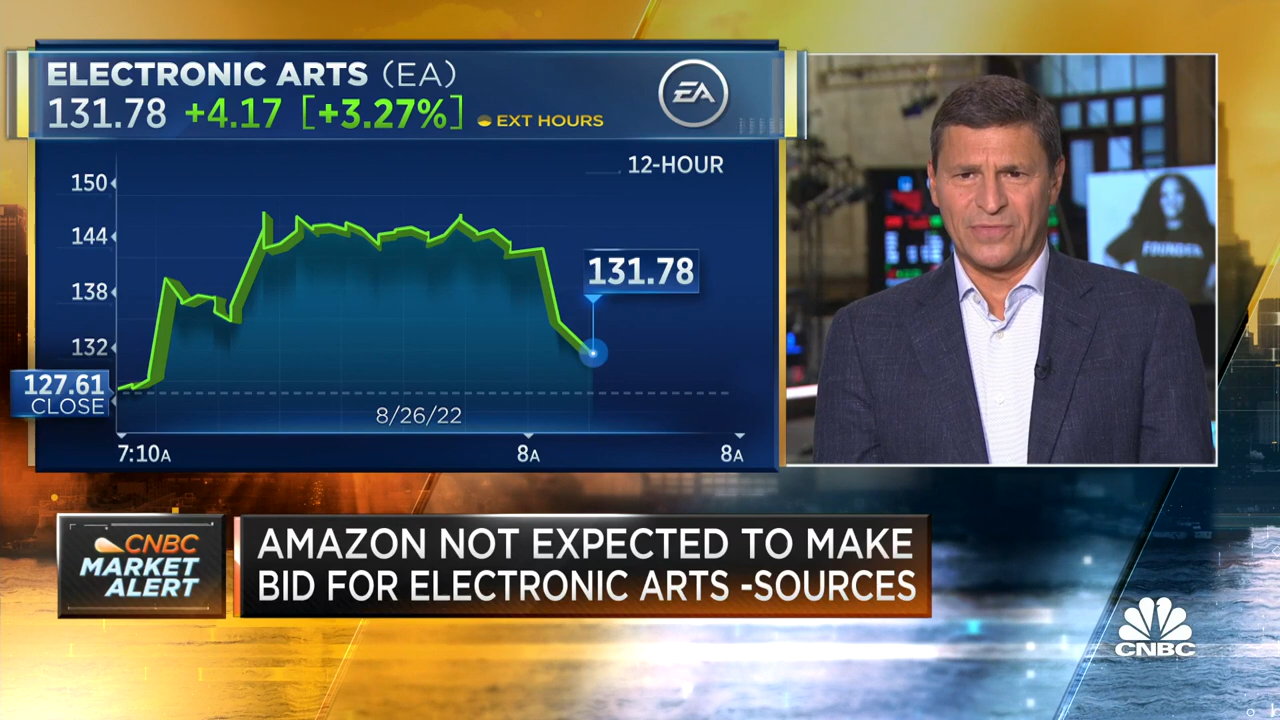 ELECTRONIC ARTS (EA)
131.78 +4.17 [+3.27%] EXT HOURS
EA
12-HOUR
150
144
138
132
131.78
127.61
CLOSE
8/26/22
7:10A 8A 8A
FOUNDER
CNBC
MARKET
ALERT
AMAZON NOT EXPECTED TO MAKE
BID FOR ELECTRONIC ARTS -SOURCES
CNBC